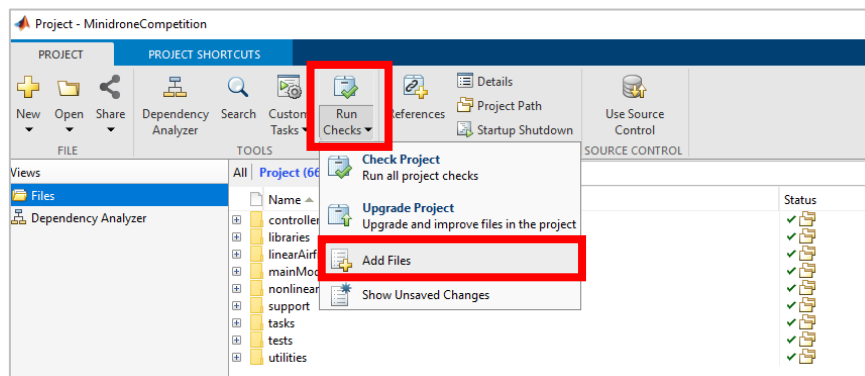 Project - MinidroneCompetition
PROJECT
PROJECT SHORTCUTS
New
Open
Share
Dependency
Analyzer
Search
Custom
Tasks
Run
Checks
References
Details
Project Path
Startup Shutdown
Use Source
Control
FILE
TOOLS
SOURCE CONTROL
Views
Files
Dependency Analyzer
All
Project (66
Name
Status
controller
libraries
linearAirf
mainMod
nonlinear
support
tasks
tests
utilities
Check Project
Run all project checks
Upgrade Project
Upgrade and improve files in the project
Add Files
Show Unsaved Changes